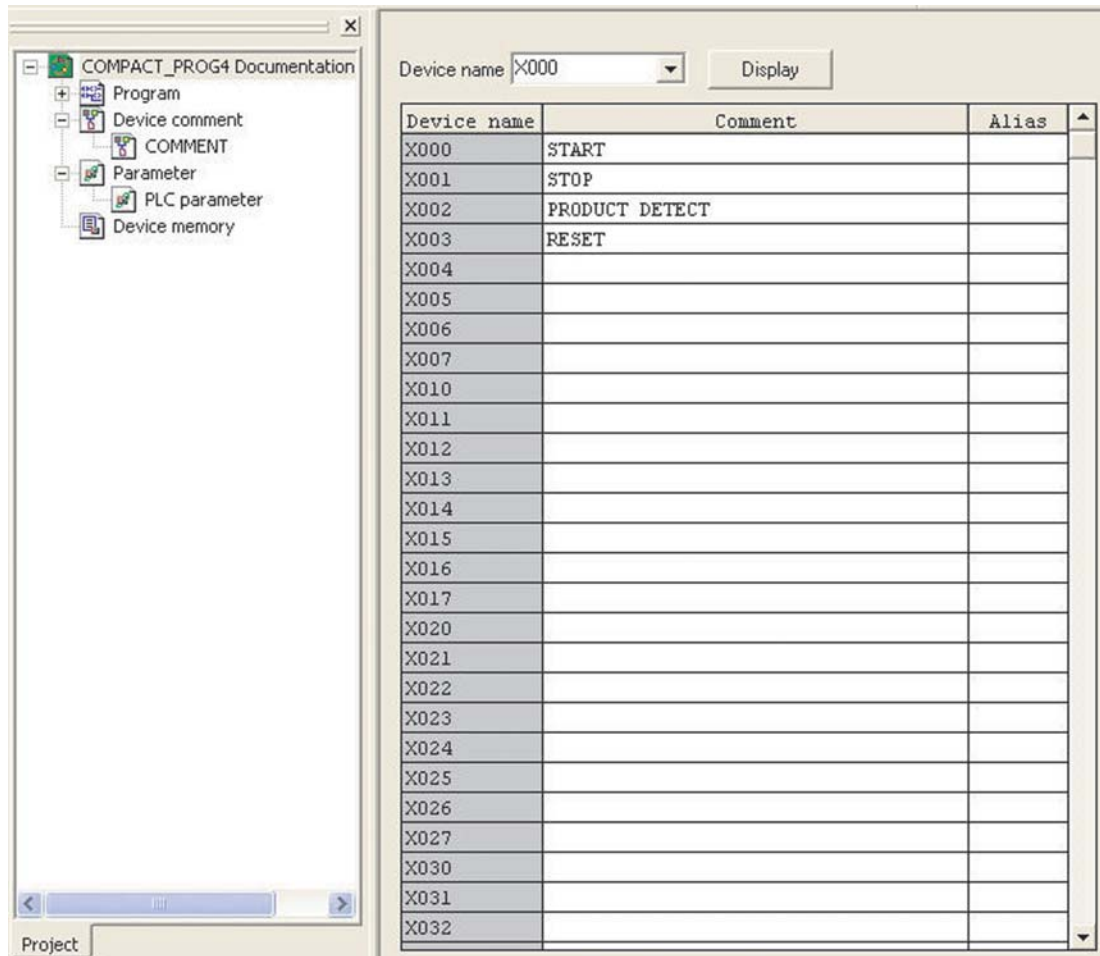 COMPACT_PROG4 Documentation
Program
Device comment
COMMENT
Parameter
PLC parameter
Device memory
Project
Device name X000 Display
Device name Comment Alias
X000 START
X001 STOP
X002 PRODUCT DETECT
X003 RESET
X004
X005
X006
X007
X010
X011
X012
X013
X014
X015
X016
X017
X020
X021
X022
X023
X024
X025
X026
X027
X030
X031
X032